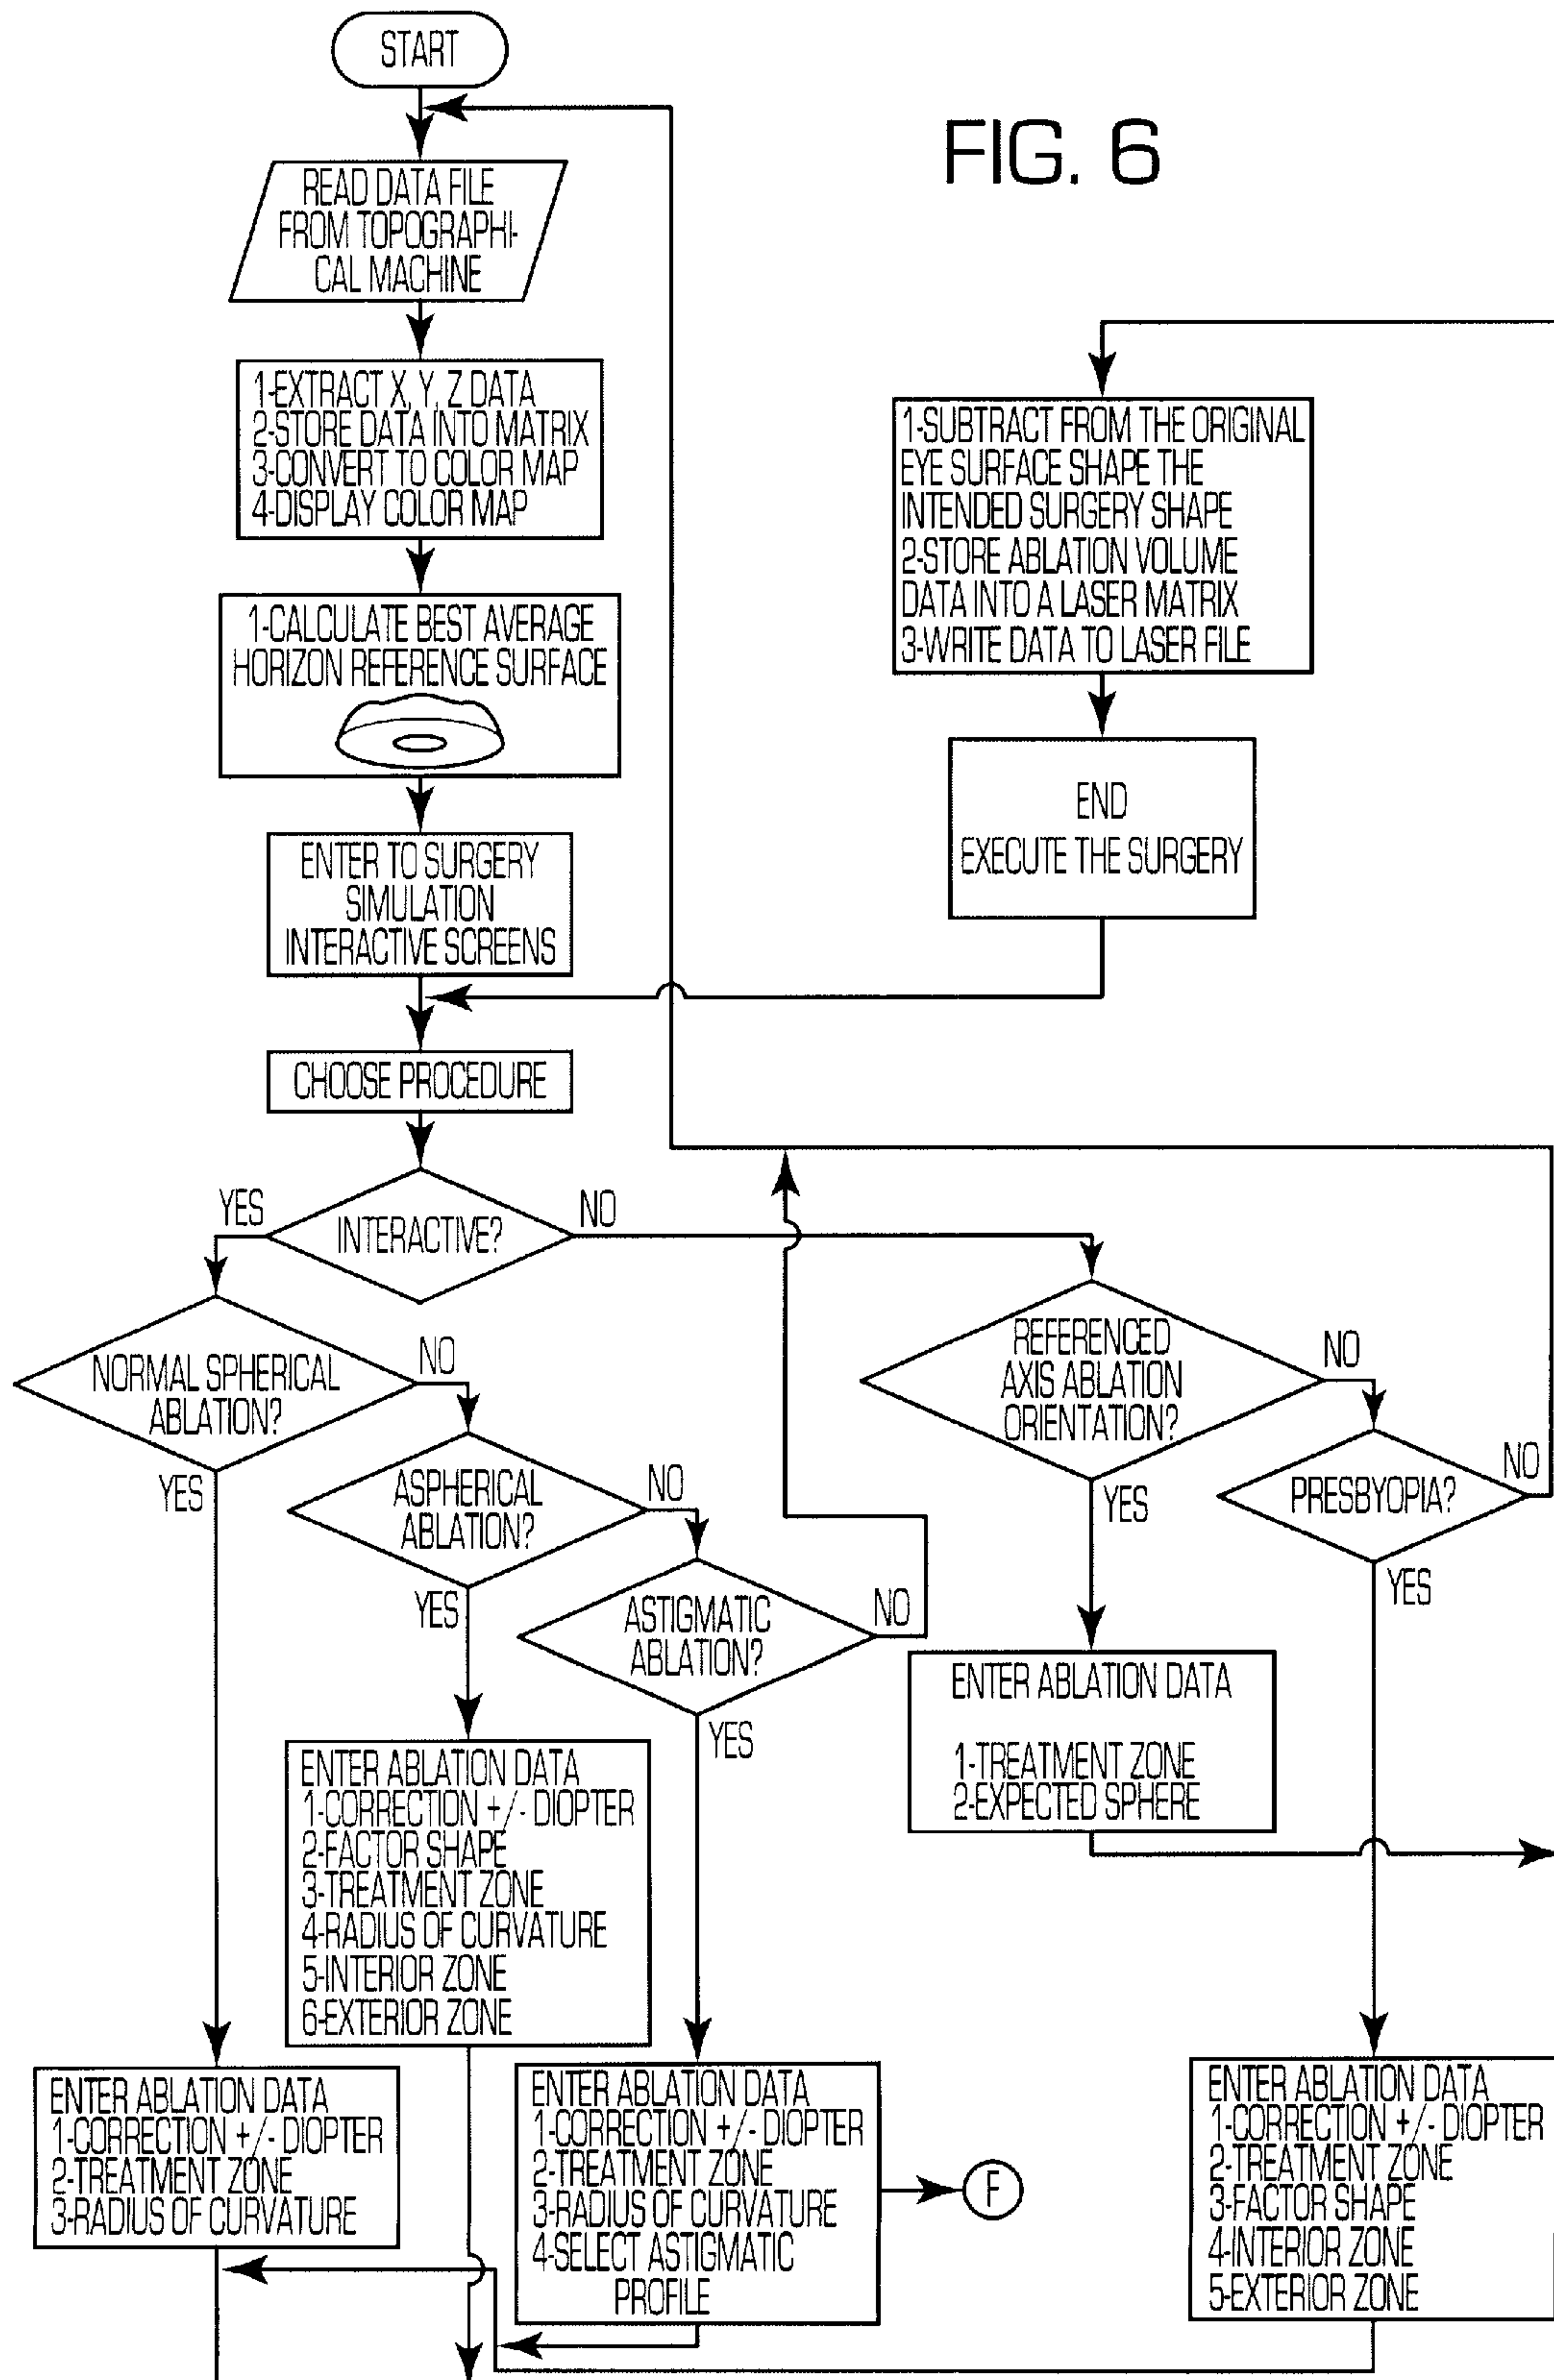 START
FIG. 6
READ DATA FILE
FROM TOPOGRAPHI-
CAL MACHINE
1-EXTRACT X, Y, Z DATA
2-STORE DATA INTO MATRIX
3-CONVERT TO COLOR MAP
4-DISPLAY COLOR MAP
1-SUBTRACT FROM THE ORIGINAL
EYE SURFACE SHAPE THE
INTENDED SURGERY SHAPE
2-STORE ABLATION VOLUME
DATA INTO A LASER MATRIX
3-WRITE DATA TO LASER FILE
1-CALCULATE BEST AVERAGE
HORIZON REFERENCE SURFACE
END
EXECUTE THE SURGERY
ENTER TO SURGERY
SIMULATION
INTERACTIVE SCREENS
CHOOSE PROCEDURE
YES
INTERACTIVE?
NO
NORMAL SPHERICAL
ABLATION?
NO
YES
REFERENCED
AXIS ABLATION
ORIENTATION?
NO
YES
ASPHERICAL
ABLATION?
NO
YES
PRESBYOPIA?
NO
YES
ASTIGMATIC
ABLATION?
NO
YES
ENTER ABLATION DATA
1-TREATMENT ZONE
2-EXPECTED SPHERE
ENTER ABLATION DATA
1-CORRECTION +/- DIOPTER
2-FACTOR SHAPE
3-TREATMENT ZONE
4-RADIUS OF CURVATURE
5-INTERIOR ZONE
6-EXTERIOR ZONE
ENTER ABLATION DATA
1-CORRECTION +/- DIOPTER
2-TREATMENT ZONE
3-RADIUS OF CURVATURE
ENTER ABLATION DATA
1-CORRECTION +/- DIOPTER
2-TREATMENT ZONE
3-RADIUS OF CURVATURE
4-SELECT ASTIGMATIC
PROFILE
F
ENTER ABLATION DATA
1-CORRECTION +/- DIOPTER
2-TREATMENT ZONE
3-FACTOR SHAPE
4-INTERIOR ZONE
5-EXTERIOR ZONE